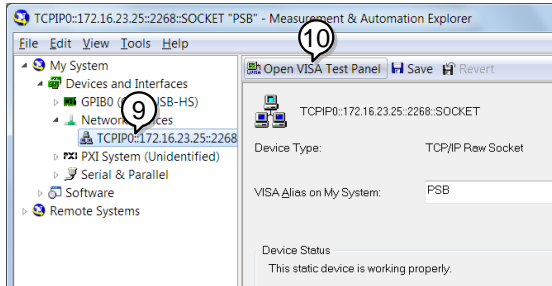 TCPIP0::172.16.23.25::2268::SOCKET "PSB" - Measurement & Automation Explorer
File Edit View Tools Help
10
My System
Devices and Interfaces
GPIB0 SB-HS)
9
Network
TCPIP0::172.16.23.25::2268
PXI System (Unidentified)
Serial & Parallel
Software
Remote Systems
Open VISA Test Panel Save Revert
TCPIP0::172.16.23.25::2268::SOCKET
Device Type: TCP/IP Raw Socket
VISA Alias on My System: PSB
Device Status
This static device is working properly.